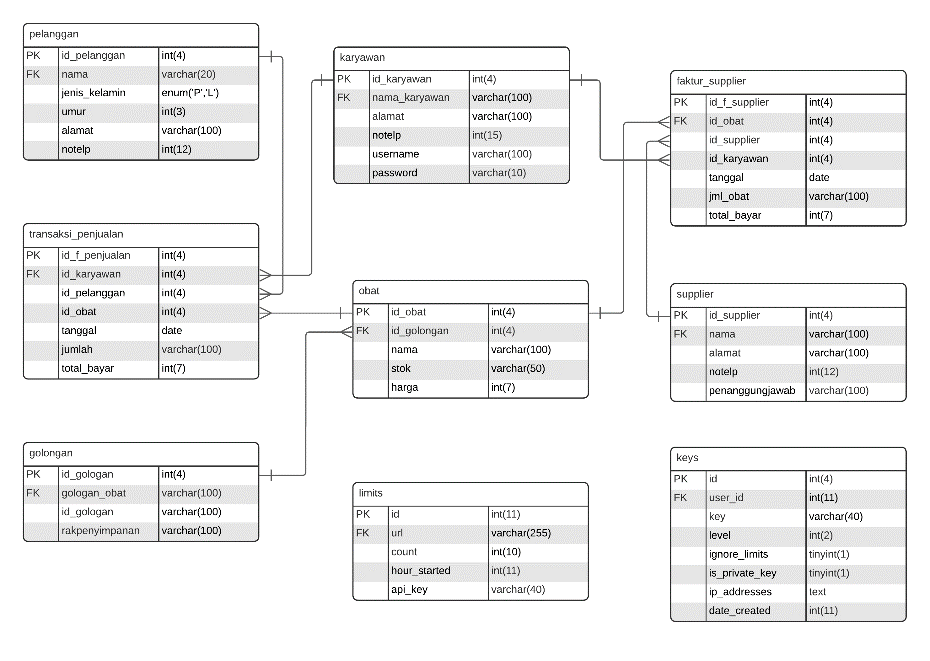 pelanggan
PK id_pelanggan int(4)
FK nama varchar(20)
jenis_kelamin enum('P','L')
umur int(3)
alamat varchar(100)
notelp int(12)
karyawan
PK id_karyawan int(4)
FK nama_karyawan varchar(100)
alamat varchar(100)
notelp int(15)
username varchar(100)
password varchar(10)
faktur_supplier
PK id_f_supplier int(4)
FK id_obat int(4)
id_supplier int(4)
id_karyawan int(4)
tanggal date
jml_obat varchar(100)
total_bayar int(7)
transaksi_penjualan
PK id_f_penjualan int(4)
FK id_karyawan int(4)
id_pelanggan int(4)
id_obat int(4)
tanggal date
jumlah varchar(100)
total_bayar int(7)
obat
PK id_obat int(4)
FK id_golongan int(4)
nama varchar(100)
stok varchar(50)
harga int(7)
supplier
PK id_supplier int(4)
FK nama varchar(100)
alamat varchar(100)
notelp int(12)
penanggungjawab varchar(100)
golongan
PK id_gologan int(4)
FK gologan_obat varchar(100)
id_gologan varchar(100)
rakpenyimpanan varchar(100)
limits
PK id int(11)
FK url varchar(255)
count int(10)
hour_started int(11)
api_key varchar(40)
keys
PK id int(4)
FK user_id int(11)
key varchar(40)
level int(2)
ignore_limits tinyint(1)
is_private_key tinyint(1)
ip_addresses text
date_created int(11)